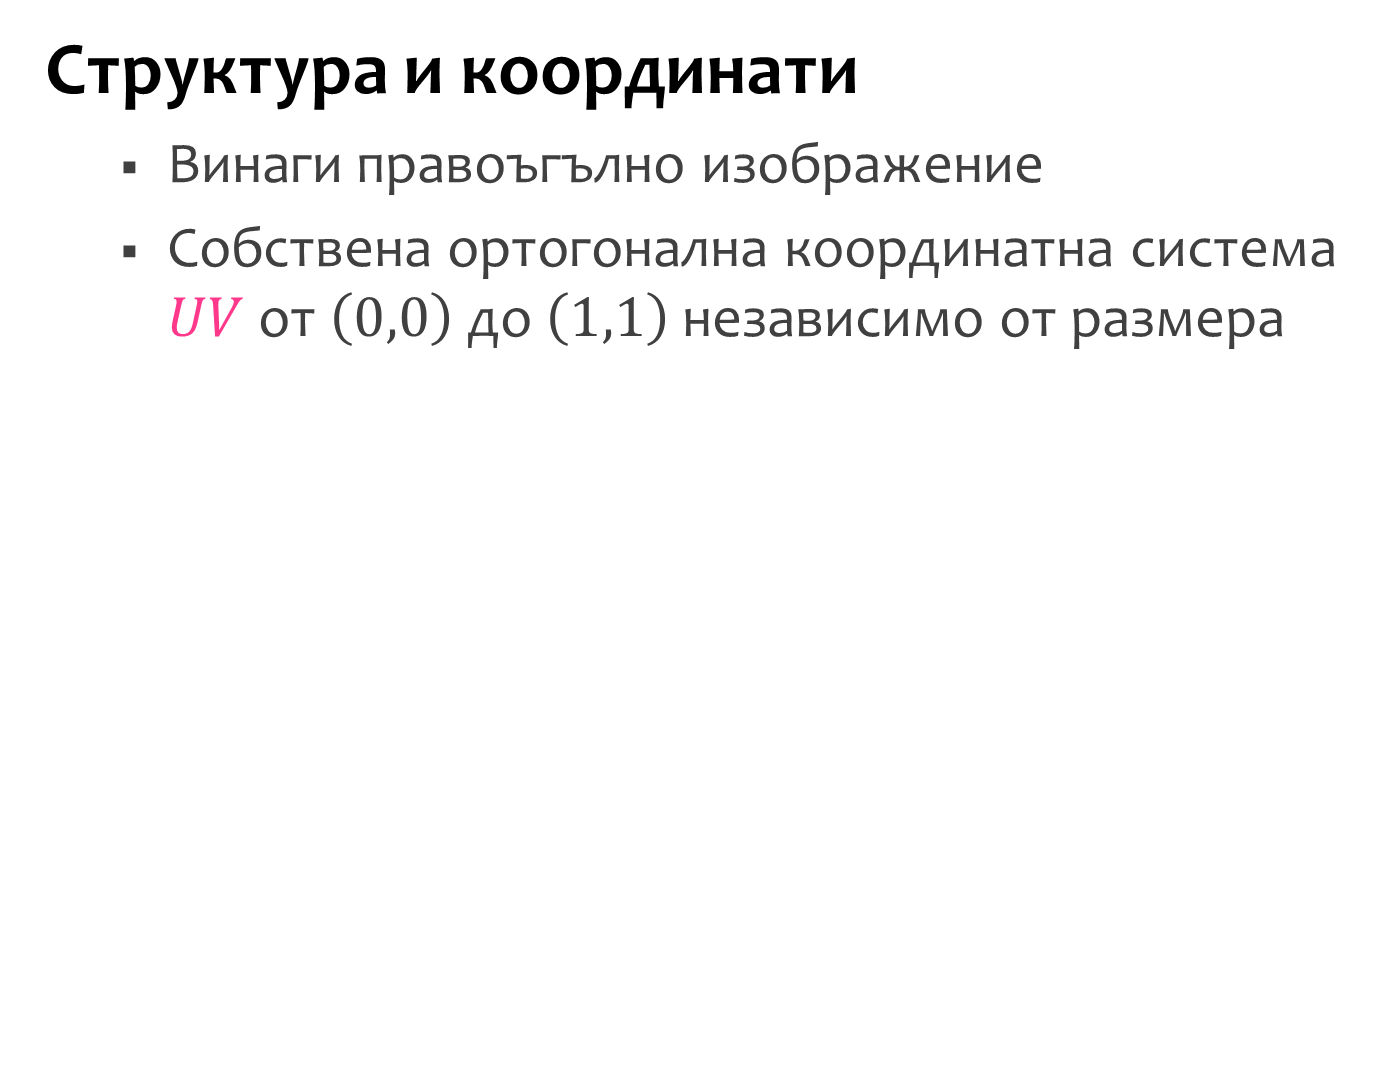 Структура и координати
▪ Винаги правоъгълно изображение
▪ Собствена ортогонална координатна система
UV от (0,0) до (1,1) независимо от размера